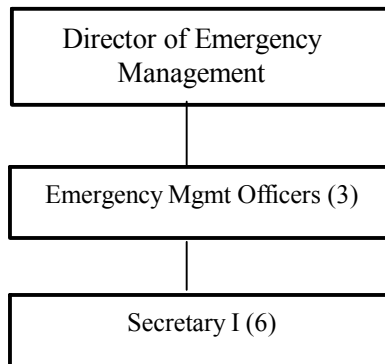 Director of Emergency
Management
Emergency Mgmt Officers (3)
Secretary I (6)